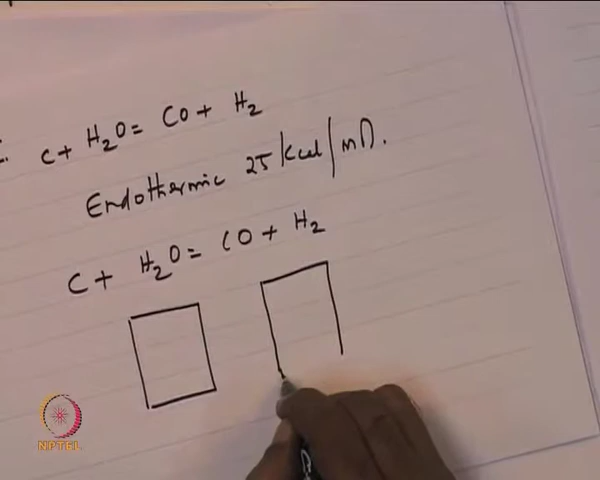 C + H2O = CO + H2
Endothermic 25 kcal/mol.
C + H2O = CO + H2
NPTEL